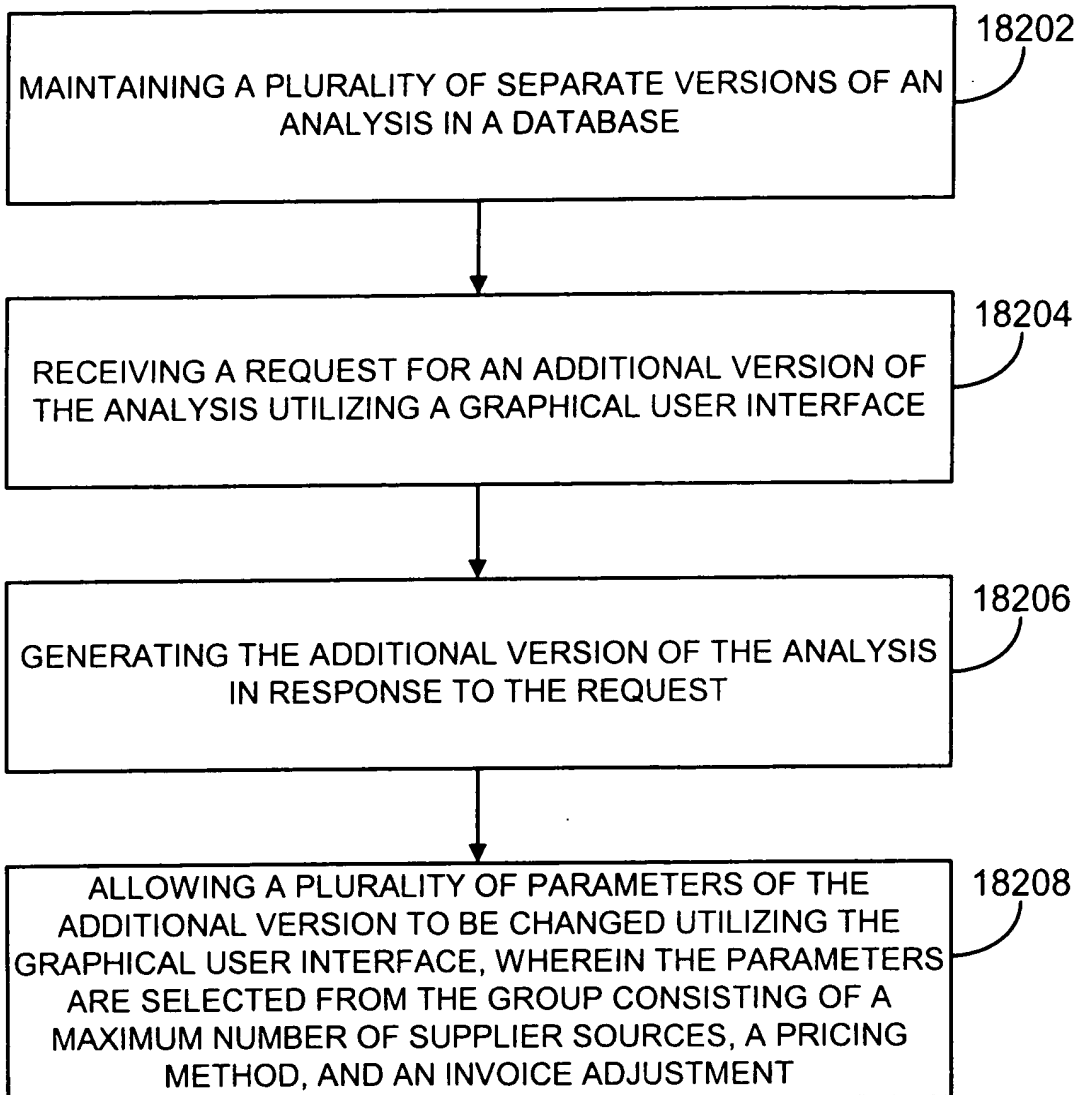 18202
MAINTAINING A PLURALITY OF SEPARATE VERSIONS OF AN
ANALYSIS IN A DATABASE
18204
RECEIVING A REQUEST FOR AN ADDITIONAL VERSION OF
THE ANALYSIS UTILIZING A GRAPHICAL USER INTERFACE
18206
GENERATING THE ADDITIONAL VERSION OF THE ANALYSIS
IN RESPONSE TO THE REQUEST
18208
ALLOWING A PLURALITY OF PARAMETERS OF THE
ADDITIONAL VERSION TO BE CHANGED UTILIZING THE
GRAPHICAL USER INTERFACE, WHEREIN THE PARAMETERS
ARE SELECTED FROM THE GROUP CONSISTING OF A
MAXIMUM NUMBER OF SUPPLIER SOURCES, A PRICING
METHOD, AND AN INVOICE ADJUSTMENT